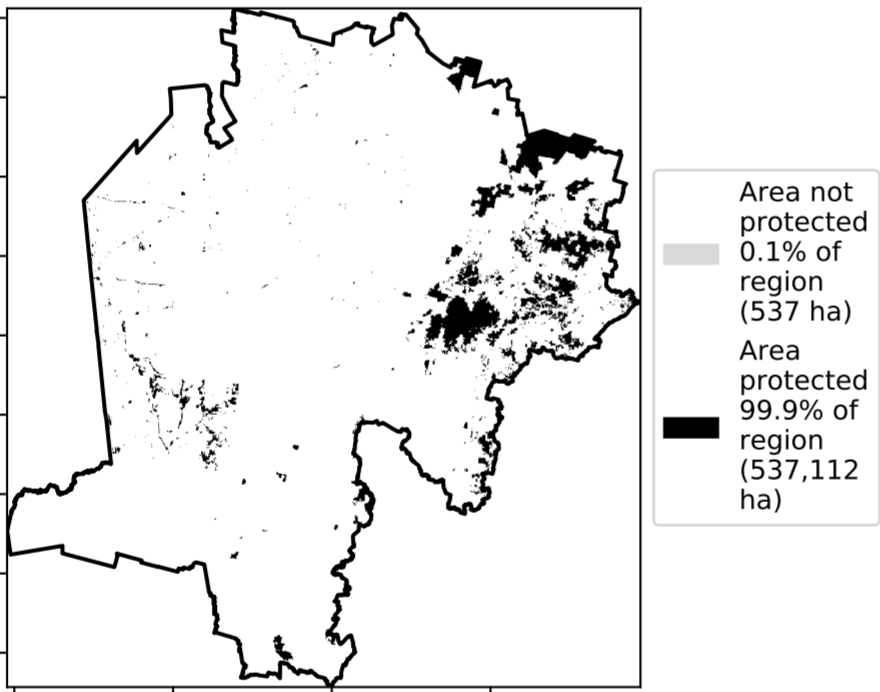 Area not
protected
0.1% of
region
(537 ha)
Area
protected
99.9% of
region
(537,112
ha)